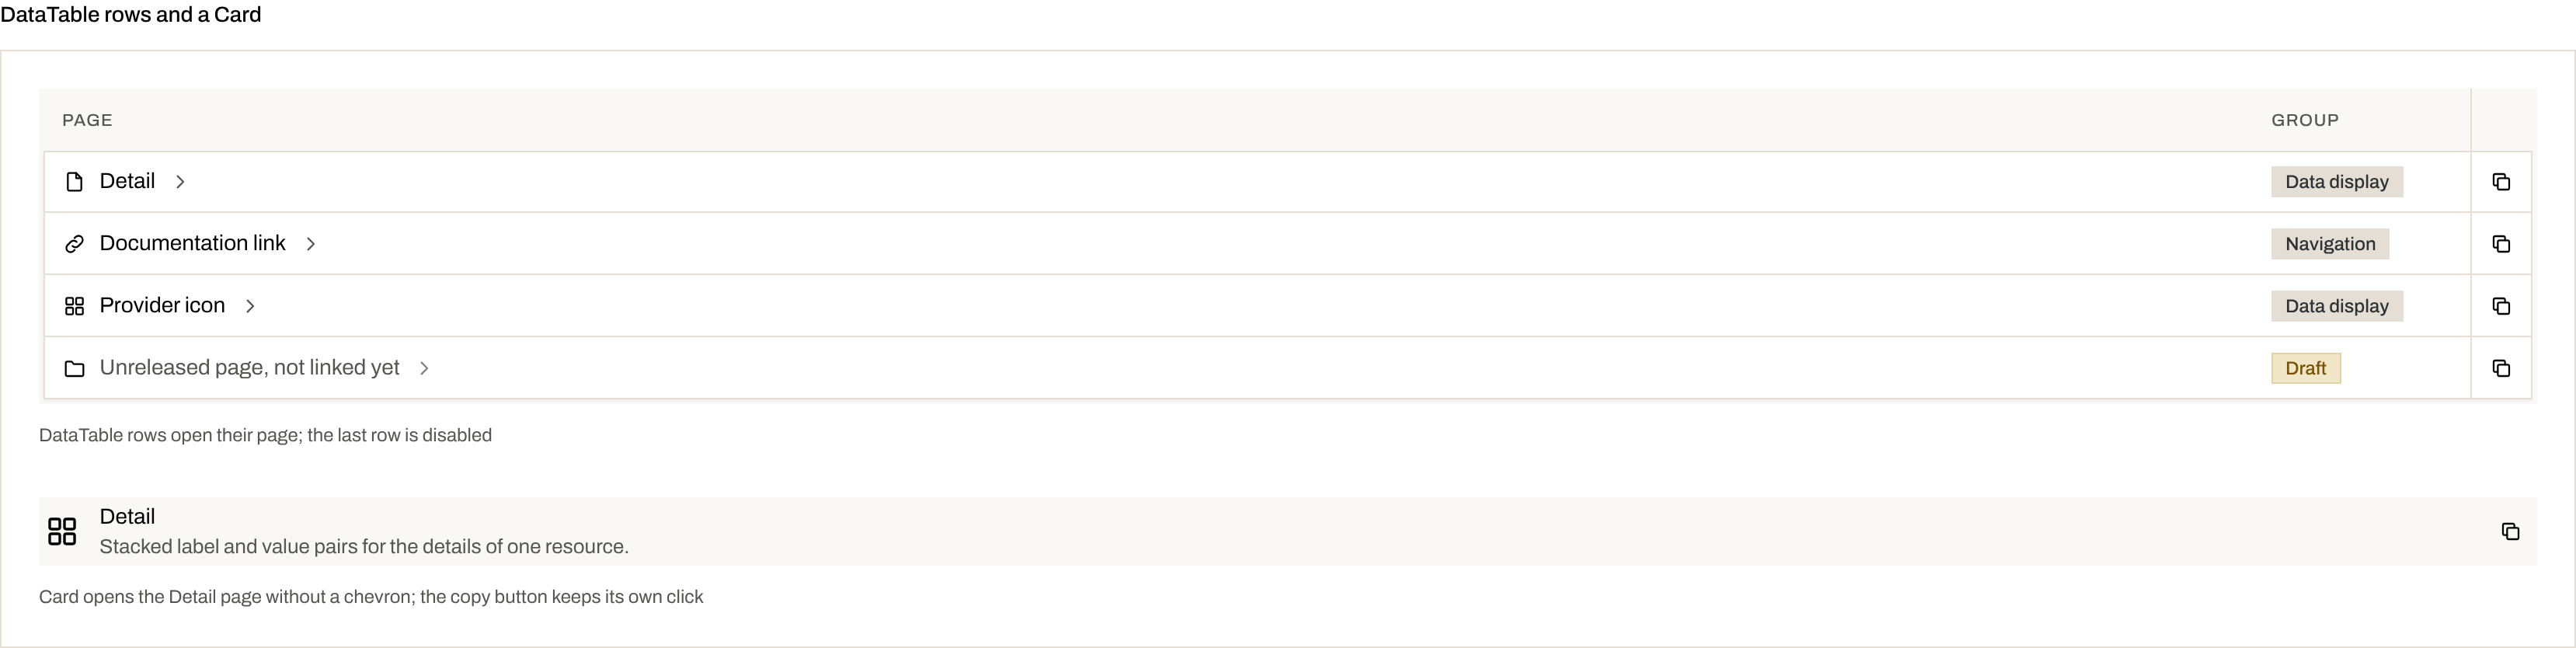 DataTable rows and a Card
PAGE GROUP
Detail Data display
Documentation link Navigation
Provider icon Data display
Unreleased page, not linked yet Draft
DataTable rows open their page; the last row is disabled
Detail
Stacked label and value pairs for the details of one resource.
Card opens the Detail page without a chevron; the copy button keeps its own click